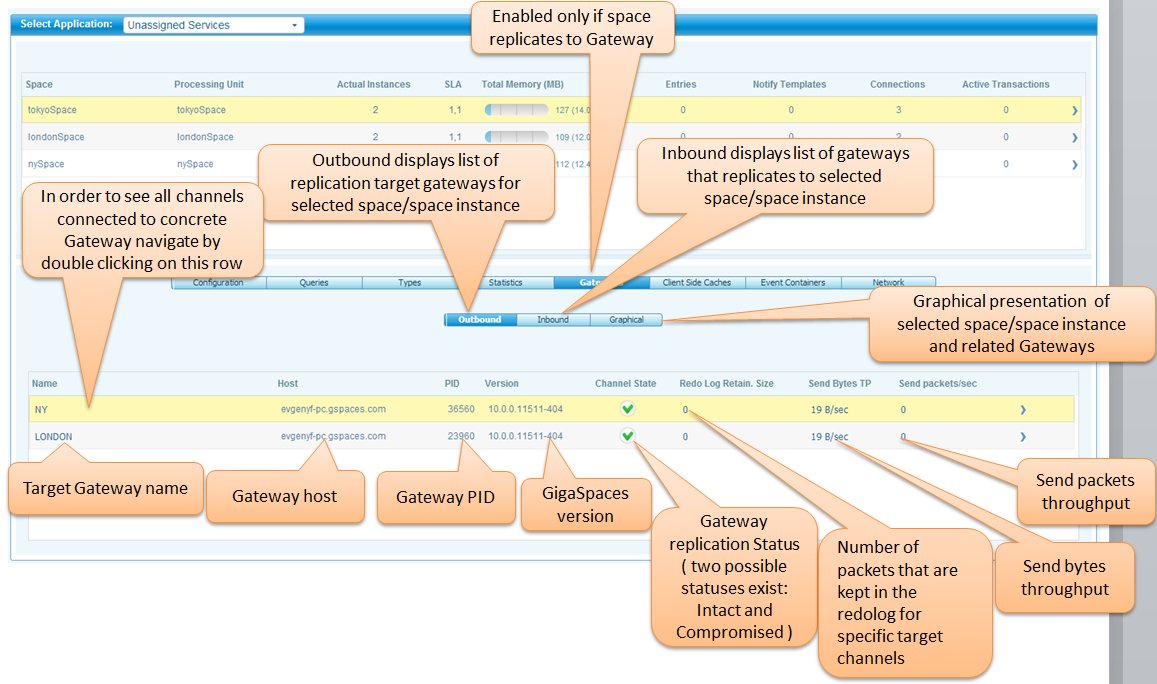 Select Application: Unassigned Services
Enabled only if space
replicates to Gateway
Space Processing Unit Actual Instances SLA Total Memory (MB) Entries Notify Templates Connections Active Transactions
tokyoSpace tokyoSpace 2 1,1 127 (14.0 0 0 3 0
londonSpace londonSpace 2 1,1 109 (12.0 0
nySpace nySpace 112 (12.4 0
Outbound displays list of
replication target gateways for
selected space/space instance
Inbound displays list of gateways
that replicates to selected
space/space instance
In order to see all channels
connected to concrete
Gateway navigate by
double clicking on this row
Configuration Queries Types Statistics Client Side Caches Event Containers Network
Outbound Inbound Graphical
Graphical presentation of
selected space/space instance
and related Gateways
Name Host PID Version Channel State Redo Log Retain. Size Send Bytes TP Send packets/sec
NY evgenyf-pc.gspaces.com 36560 10.0.0.11511-404 0 19 B/sec 0
LONDON evgenyf-pc.gspaces.com 23960 10.0.0.11511-404 0 19 B/sec 0
Target Gateway name
Gateway host
Gateway PID
GigaSpaces
version
Gateway
replication Status
( two possible
statuses exist:
Intact and
Compromised )
Number of
packets that are
kept in the
redolog for
specific target
channels
Send bytes
throughput
Send packets
throughput